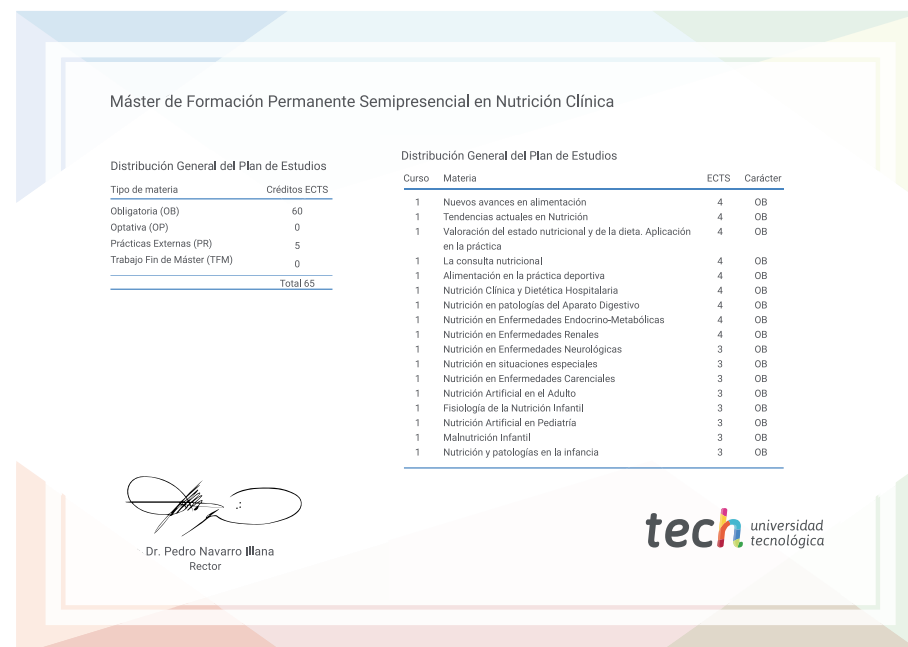 Máster de Formación Permanente Semipresencial en Nutrición Clínica
Distribución General del Plan de Estudios
Tipo de materia Créditos ECTS
Obligatoria (OB) 60
Optativa (OP) 0
Prácticas Externas (PR) 5
Trabajo Fin de Máster (TFM) 0
Total 65
Distribución General del Plan de Estudios
Curso Materia ECTS Carácter
1 Nuevos avances en alimentación 4 OB
1 Tendencias actuales en Nutrición 4 OB
1 Valoración del estado nutricional y de la dieta. Aplicación 4 OB
en la práctica
1 La consulta nutricional 4 OB
1 Alimentación en la práctica deportiva 4 OB
1 Nutrición Clínica y Dietética Hospitalaria 4 OB
1 Nutrición en patologías del Aparato Digestivo 4 OB
1 Nutrición en Enfermedades Endocrino-Metabólicas 4 OB
1 Nutrición en Enfermedades Renales 4 OB
1 Nutrición en Enfermedades Neurológicas 3 OB
1 Nutrición en situaciones especiales 3 OB
1 Nutrición en Enfermedades Carenciales 3 OB
1 Nutrición Artificial en el Adulto 3 OB
1 Fisiología de la Nutrición Infantil 3 OB
1 Nutrición Artificial en Pediatría 3 OB
1 Malnutrición Infantil 3 OB
1 Nutrición y patologías en la infancia 3 OB
Dr. Pedro Navarro Illana
Rector
tech universidad
tecnológica